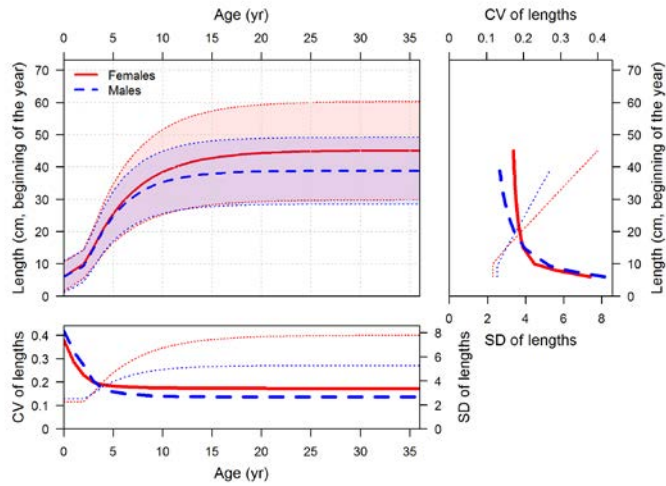 Age (yr)
0 5 10 15 20 25 30 35
CV of lengths
0 0.1 0.2 0.3 0.4
Length (cm, beginning of the year)
70
60
50
40
30
20
10
0
Females
Males
70
60
50
40
30
20
10
0
Length (cm, beginning of the year)
0 2 4 6 8
SD of lengths
CV of lengths
0.4
0.3
0.2
0.1
0
8
6
4
2
0
SD of lengths
0 5 10 15 20 25 30 35
Age (yr)